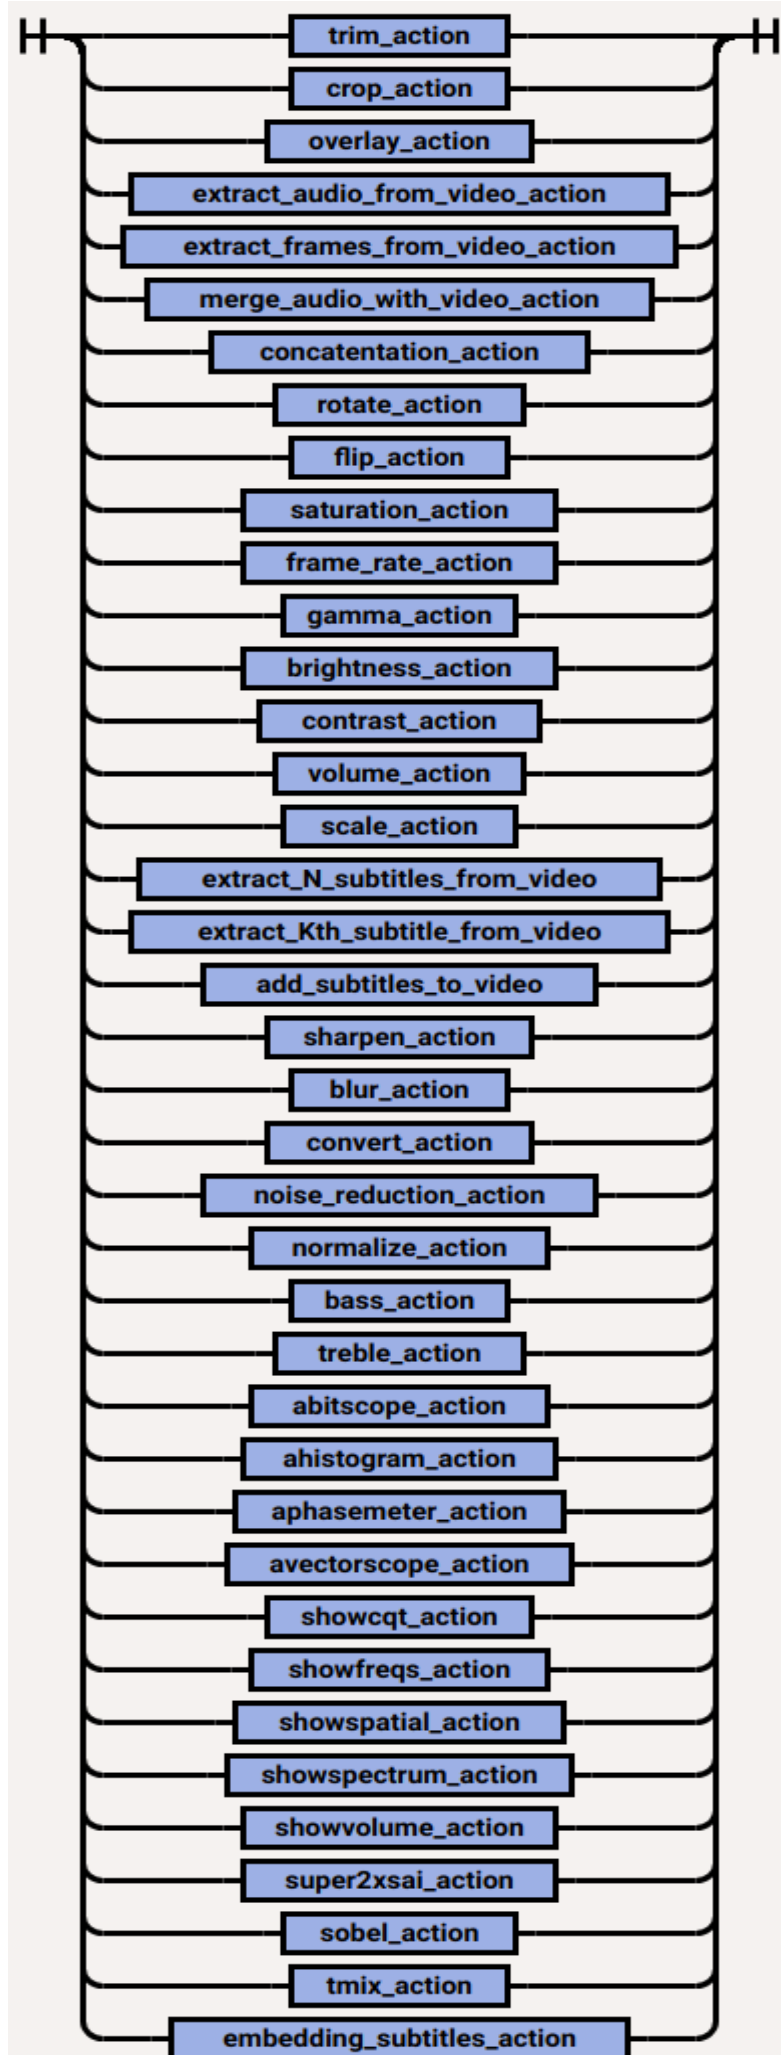 trim_action
crop_action
overlay_action
extract_audio_from_video_action
extract_frames_from_video_action
merge_audio_with_video_action
concatentation_action
rotate_action
flip_action
saturation_action
frame_rate_action
gamma_action
brightness_action
contrast_action
volume_action
scale_action
extract_N_subtitles_from_video
extract_Kth_subtitle_from_video
add_subtitles_to_video
sharpen_action
blur_action
convert_action
noise_reduction_action
normalize_action
bass_action
treble_action
abitscope_action
ahistogram_action
aphasemeter_action
avectorscope_action
showcqt_action
showfreqs_action
showspatial_action
showspectrum_action
showvolume_action
super2xsai_action
sobel_action
tmix_action
embedding_subtitles_action